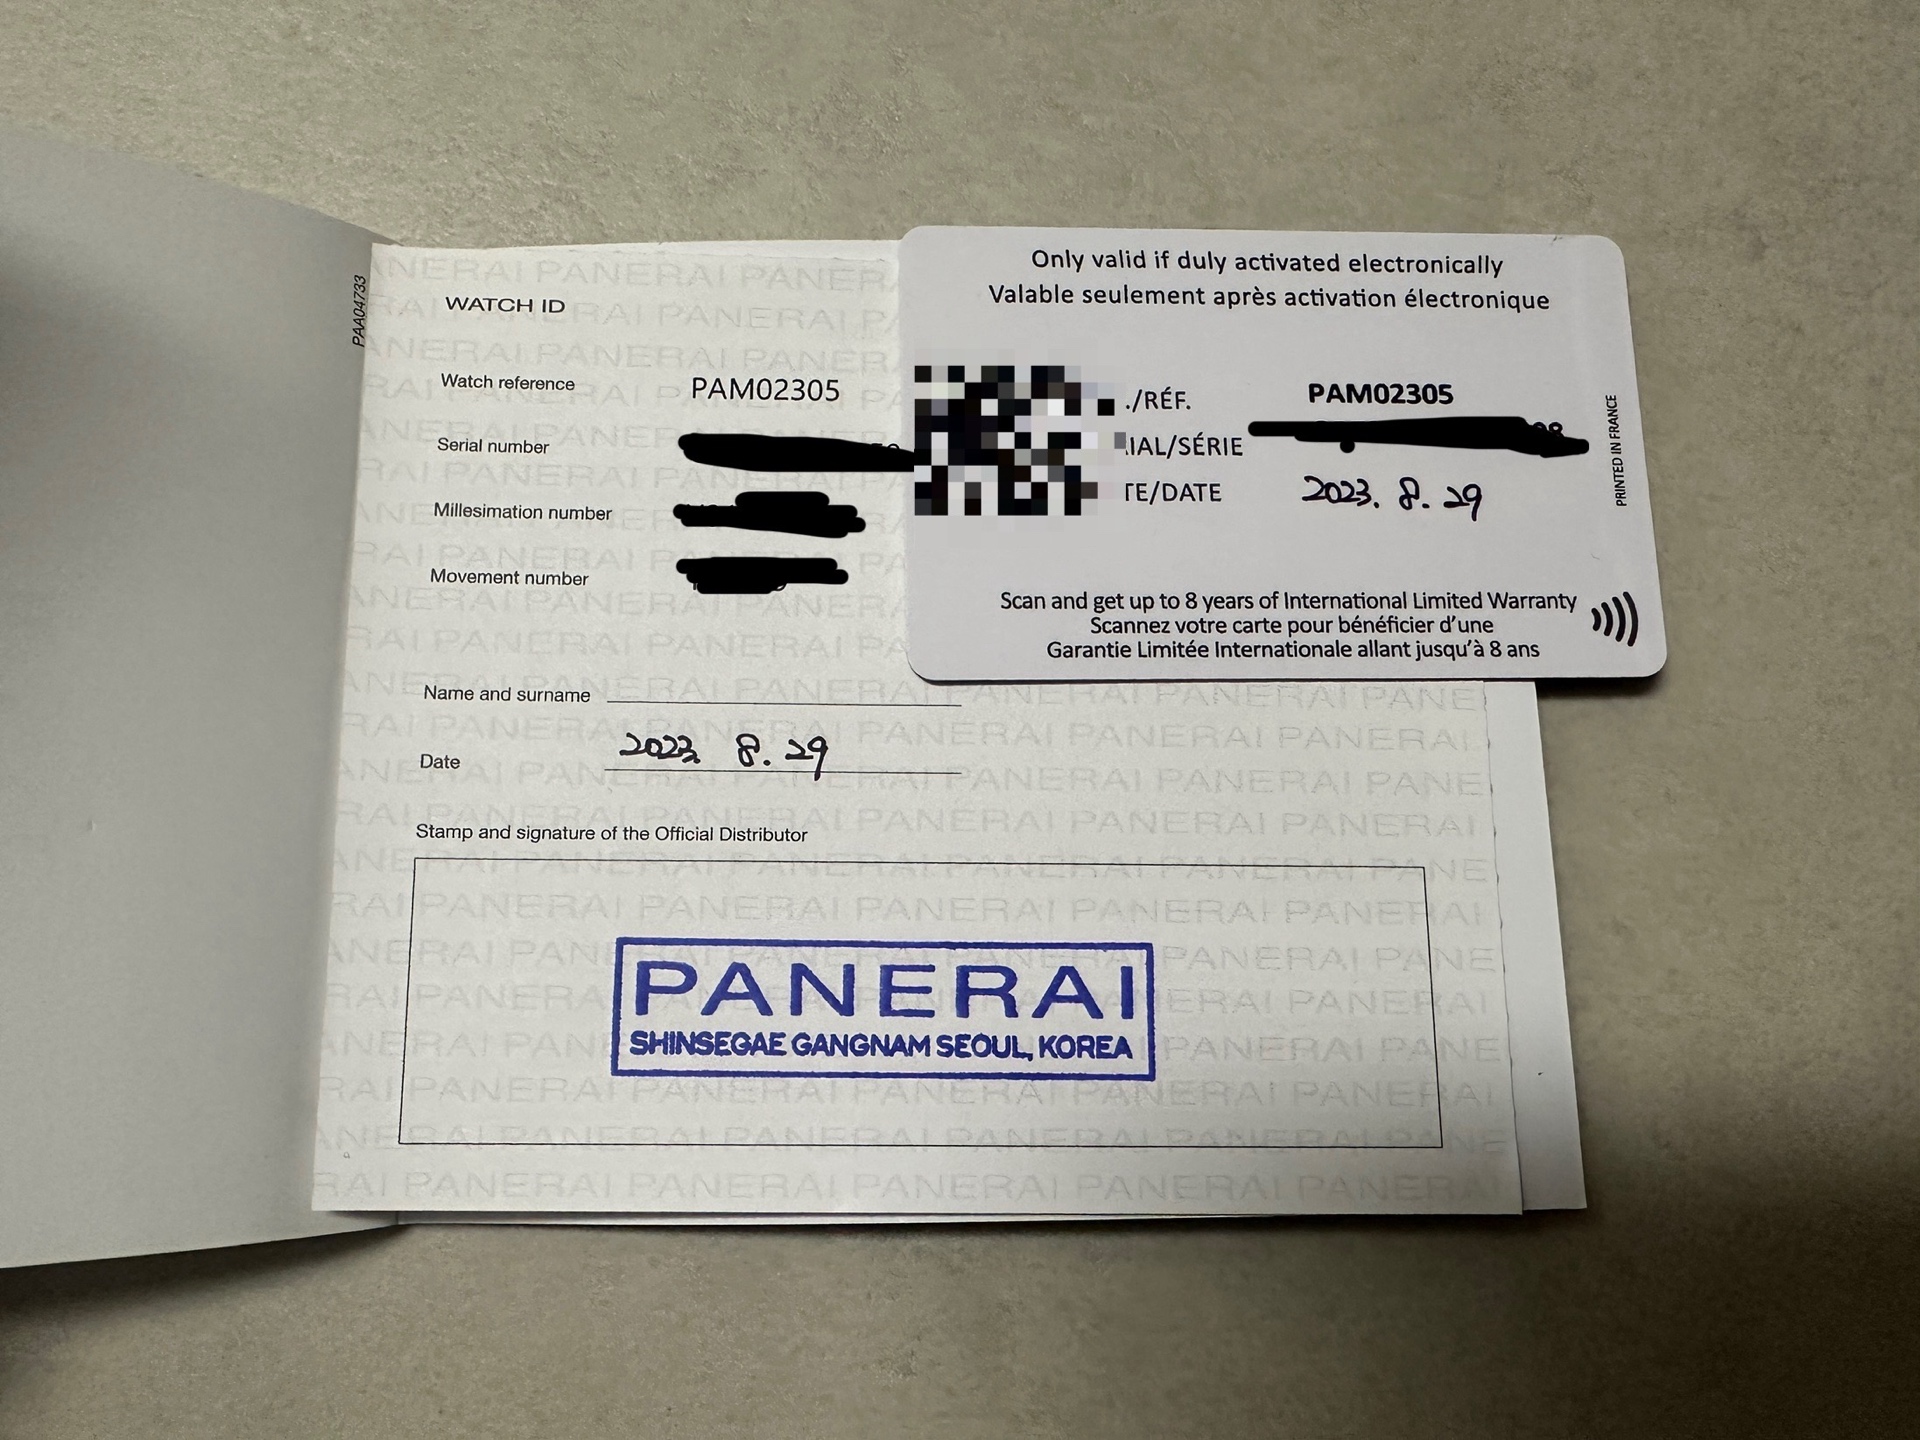 PAA04733
WATCH ID
Watch reference PAM02305
Serial number
Millesimation number
Movement number
Name and surname
Date 2023. 8. 29
Stamp and signature of the Official Distributor
PANERAI
SHINSEGAE GANGNAM SEOUL, KOREA
Only valid if duly activated electronically
Valable seulement après activation électronique
./RÉF. PAM02305
IAL/SÉRIE
TE/DATE 2023. 8. 29
PRINTED IN FRANCE
Scan and get up to 8 years of International Limited Warranty
Scannez votre carte pour bénéficier d'une
Garantie Limitée Internationale allant jusqu'à 8 ans